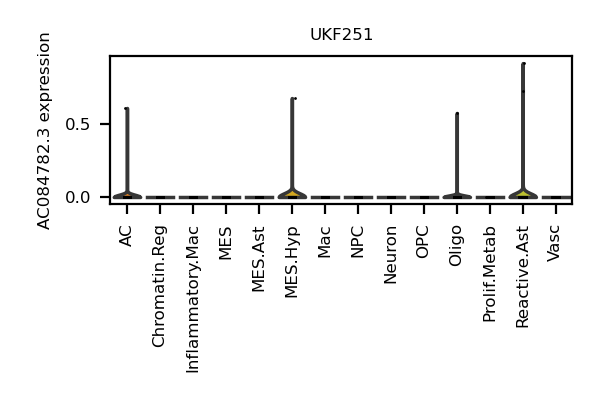 UKF251
AC084782.3 expression
0.5
0.0
AC
Chromatin.Reg
Inflammatory.Mac
MES
MES.Ast
MES.Hyp
Mac
NPC
Neuron
OPC
Oligo
Prolif.Metab
Reactive.Ast
Vasc